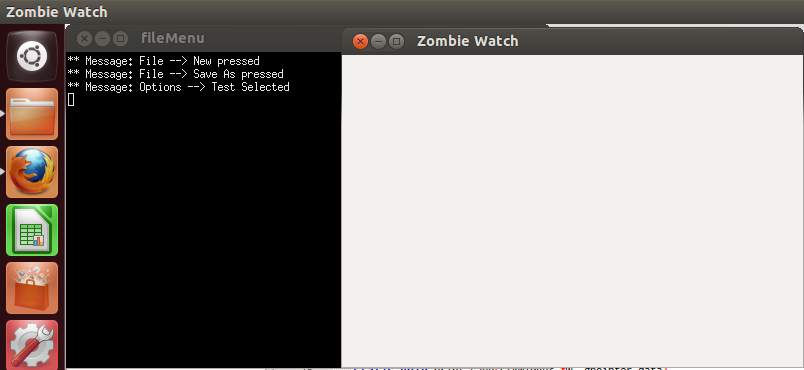 Zombie Watch
fileMenu
Zombie Watch
** Message: File --> New pressed
** Message: File --> Save As pressed
** Message: Options --> Test Selected